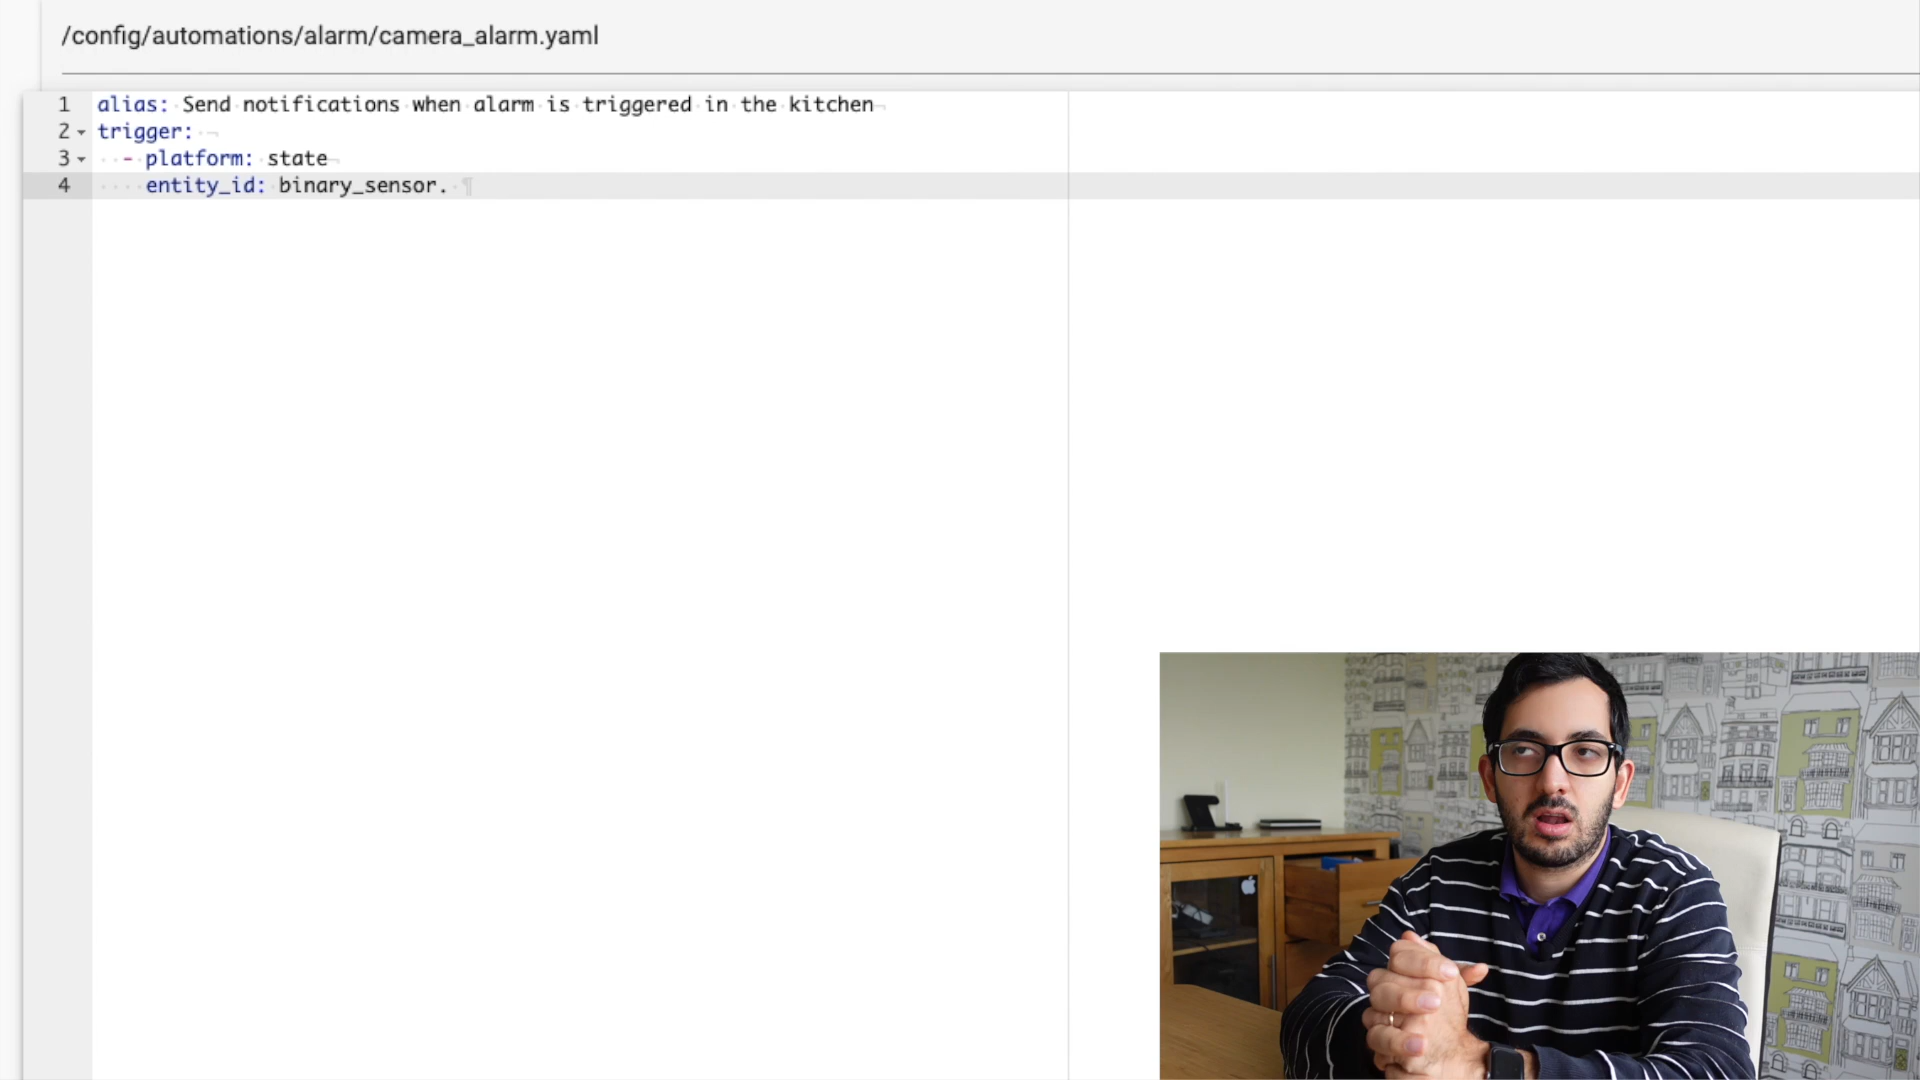 /config/automations/alarm/camera_alarm.yaml
1 alias: Send notifications when alarm is triggered in the kitchen
2 trigger:
3 - platform: state
4 entity_id: binary_sensor.